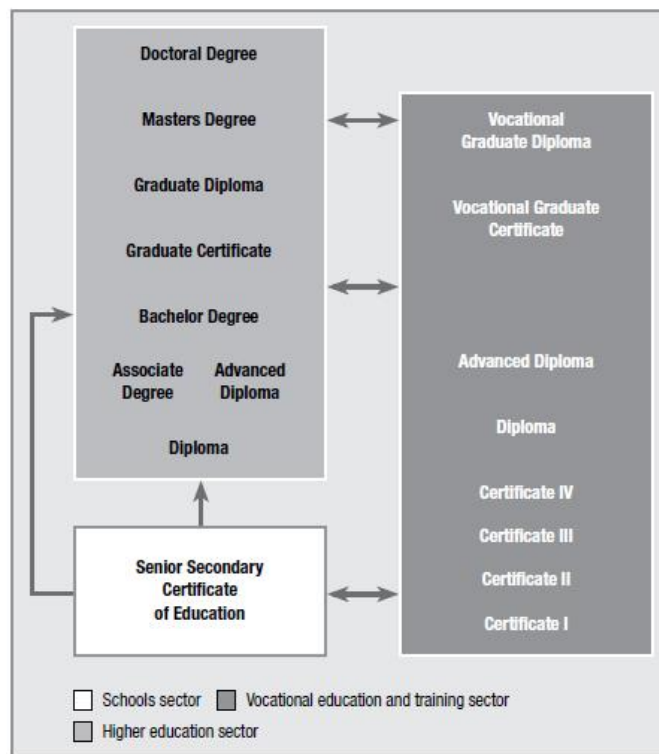 Doctoral Degree
Masters Degree
Graduate Diploma
Graduate Certificate
Bachelor Degree
Associate
Degree
Advanced
Diploma
Diploma
Senior Secondary
Certificate
of Education
Vocational
Graduate Diploma
Vocational Graduate
Certificate
Advanced Diploma
Diploma
Certificate IV
Certificate III
Certificate II
Certificate I
Schools sector
Vocational education and training sector
Higher education sector